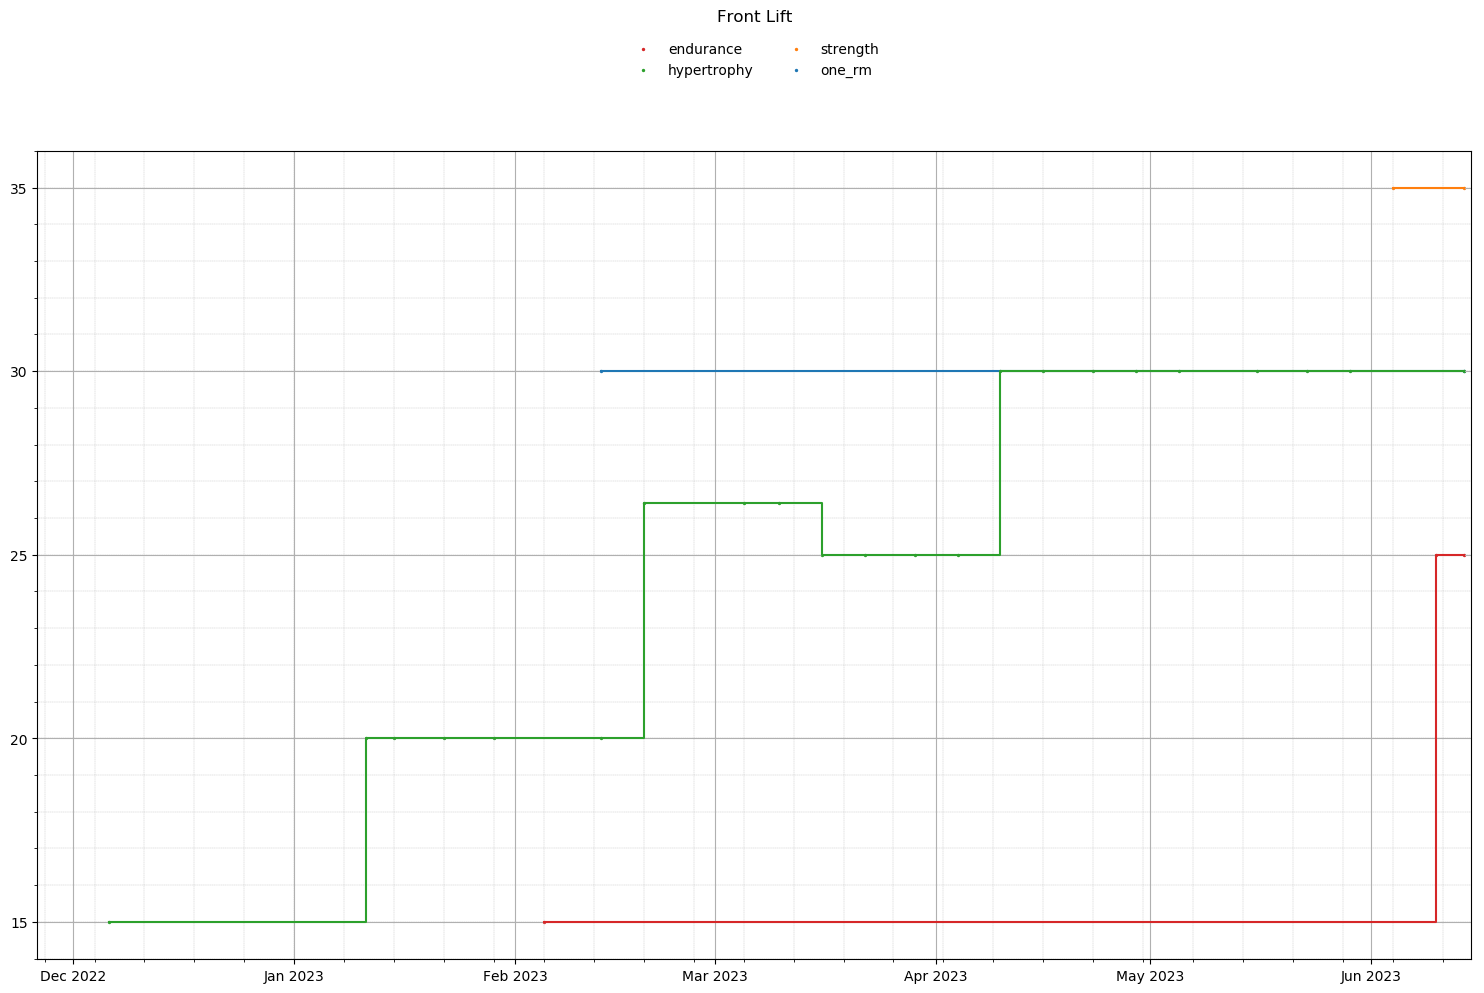 Front Lift
endurance
strength
hypertrophy
one_rm
35
30
25
20
15
Dec 2022
Jan 2023
Feb 2023
Mar 2023
Apr 2023
May 2023
Jun 2023